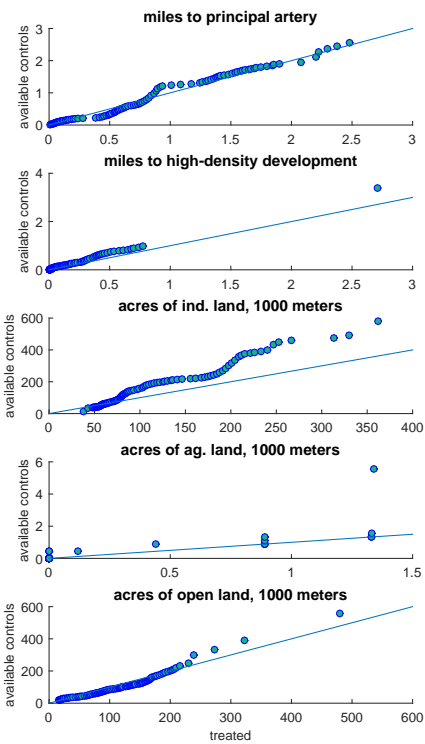 miles to principal artery
available controls
3
2
1
0
0 0.5 1 1.5 2 2.5 3
miles to high-density development
available controls
4
2
0
0 0.5 1 1.5 2 2.5 3
acres of ind. land, 1000 meters
available controls
600
400
200
0
0 50 100 150 200 250 300 350 400
acres of ag. land, 1000 meters
available controls
6
4
2
0
0 0.5 1 1.5
acres of open land, 1000 meters
available controls
600
400
200
0
0 100 200 300 400 500 600
treated